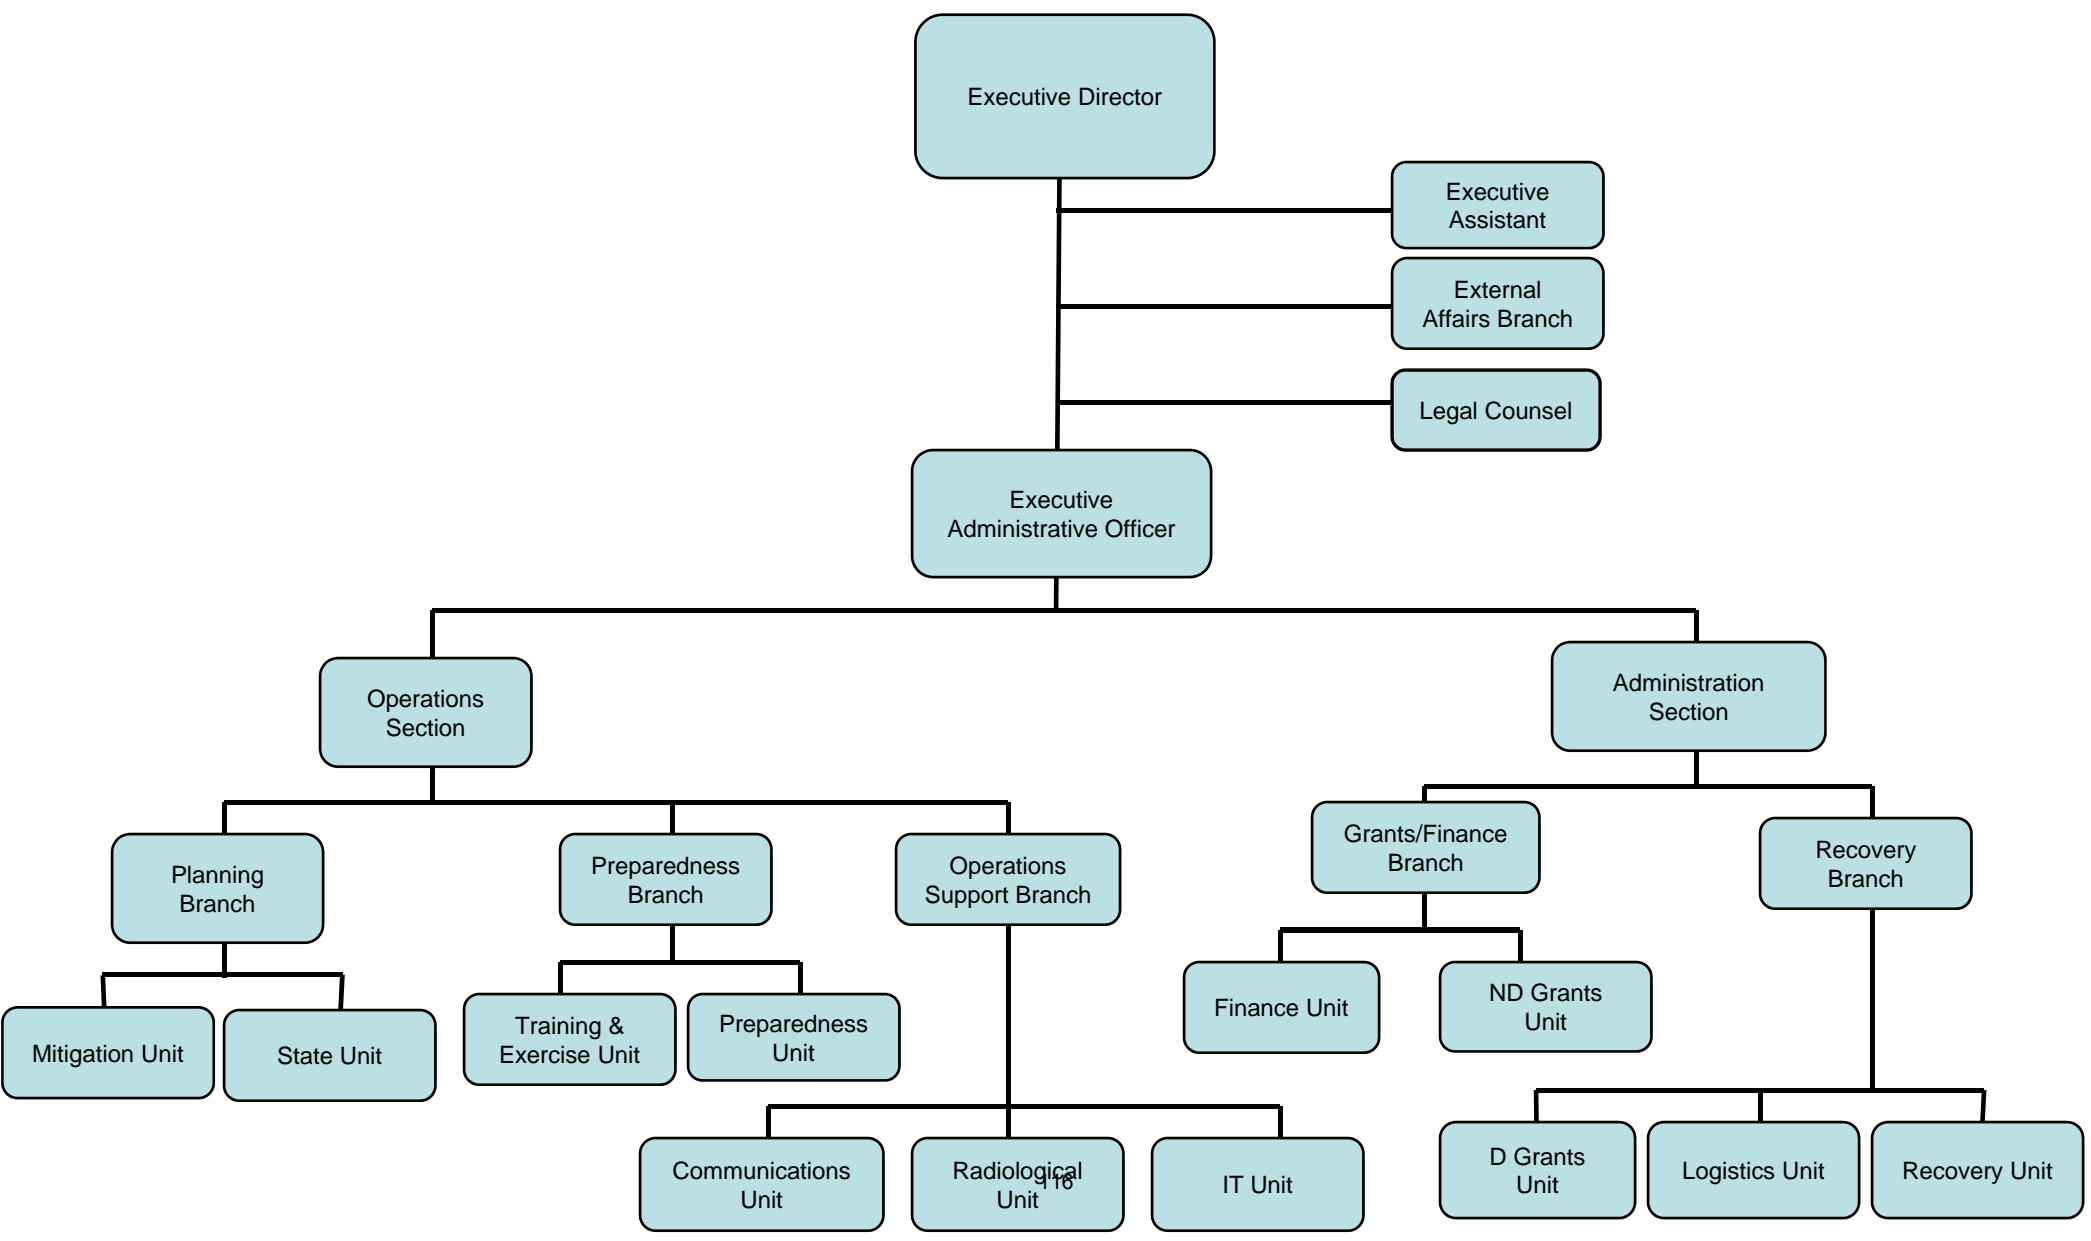 Executive Director
Executive
Assistant
External
Affairs Branch
Legal Counsel
Executive
Administrative Officer
Operations
Section
Administration
Section
Planning
Branch
Preparedness
Branch
Operations
Support Branch
Grants/Finance
Branch
Recovery
Branch
Mitigation Unit
State Unit
Training &
Exercise Unit
Preparedness
Unit
Finance Unit
ND Grants
Unit
Communications
Unit
Radiological
Unit
116
IT Unit
D Grants
Unit
Logistics Unit
Recovery Unit